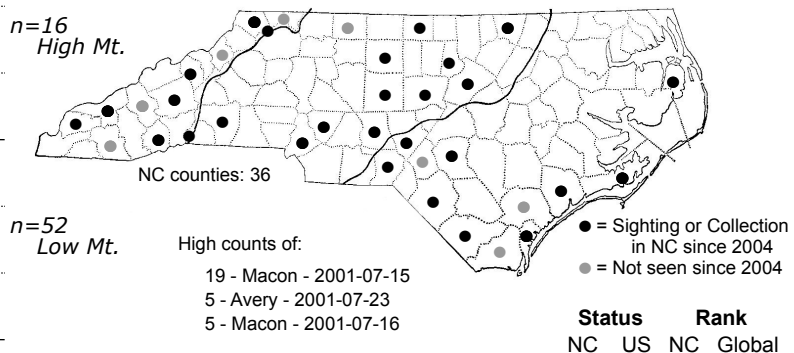 n=16
High Mt.
NC counties: 36
n=52
Low Mt.
High counts of:
19 - Macon - 2001-07-15
5 - Avery - 2001-07-23
5 - Macon - 2001-07-16
= Sighting or Collection
in NC since 2004
= Not seen since 2004
Status Rank
NC US NC Global